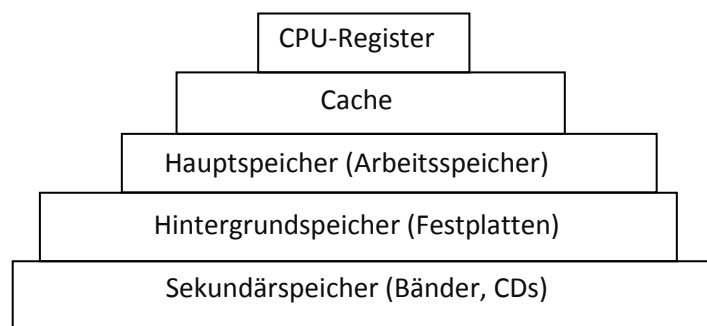 CPU-Register
Cache
Hauptspeicher (Arbeitsspeicher)
Hintergrundspeicher (Festplatten)
Sekundärspeicher (Bänder, CDs)